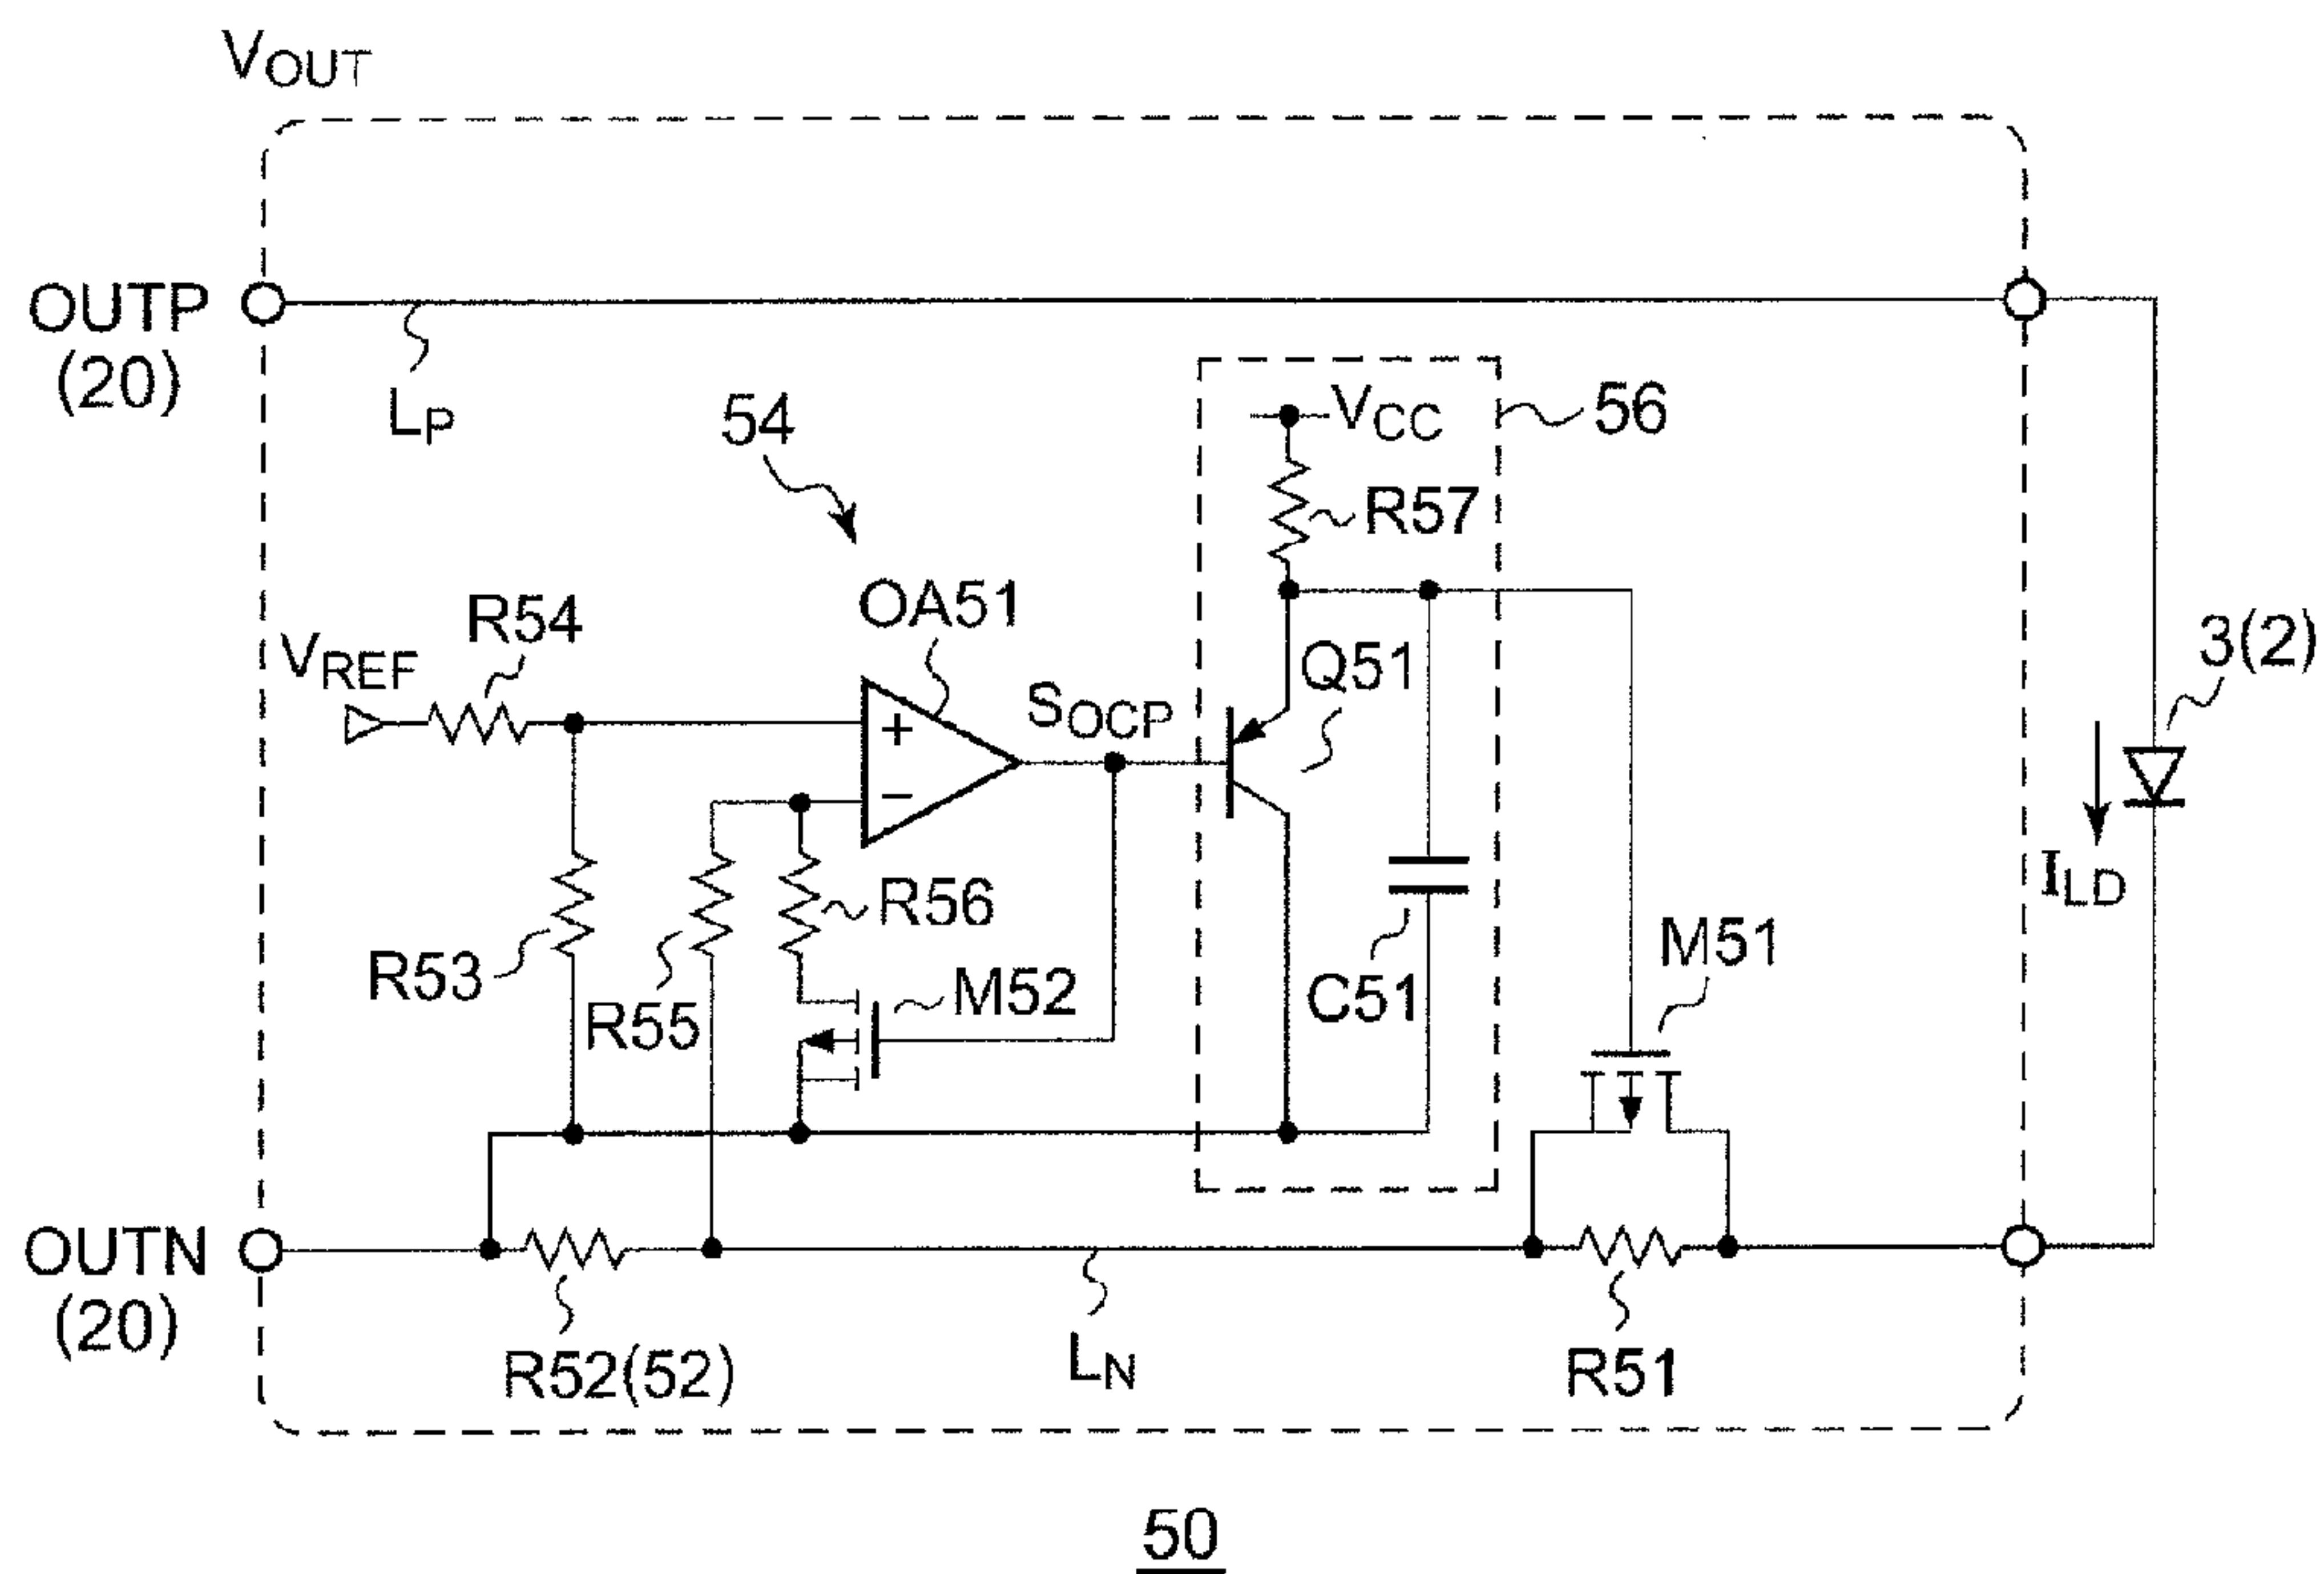 VOUT
OUTP
(20)
LP
54
VCC
56
R57
OA51
R54
VREF
+
−
SOCP
Q51
3(2)
ILD
R53
R55
R56
M52
C51
M51
OUTN
(20)
R52(52)
LN
R51
50